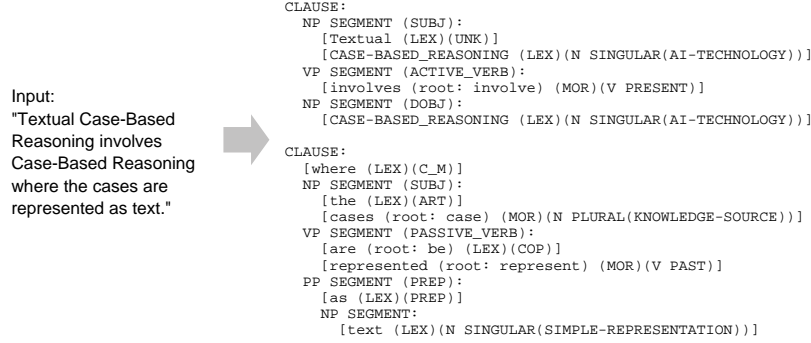 Input:
"Textual Case-Based
Reasoning involves
Case-Based Reasoning
where the cases are
represented as text."
CLAUSE:
NP SEGMENT (SUBJ):
[Textual (LEX)(UNK)]
[CASE-BASED_REASONING (LEX)(N SINGULAR(AI-TECHNOLOGY))]
VP SEGMENT (ACTIVE_VERB):
[involves (root: involve) (MOR)(V PRESENT)]
NP SEGMENT (DOBJ):
[CASE-BASED_REASONING (LEX)(N SINGULAR(AI-TECHNOLOGY))]
CLAUSE:
[where (LEX)(C_M)]
NP SEGMENT (SUBJ):
[the (LEX)(ART)]
[cases (root: case) (MOR)(N PLURAL(KNOWLEDGE-SOURCE))]
VP SEGMENT (PASSIVE_VERB):
[are (root: be) (LEX)(COP)]
[represented (root: represent) (MOR)(V PAST)]
PP SEGMENT (PREP):
[as (LEX)(PREP)]
NP SEGMENT:
[text (LEX)(N SINGULAR(SIMPLE-REPRESENTATION))]